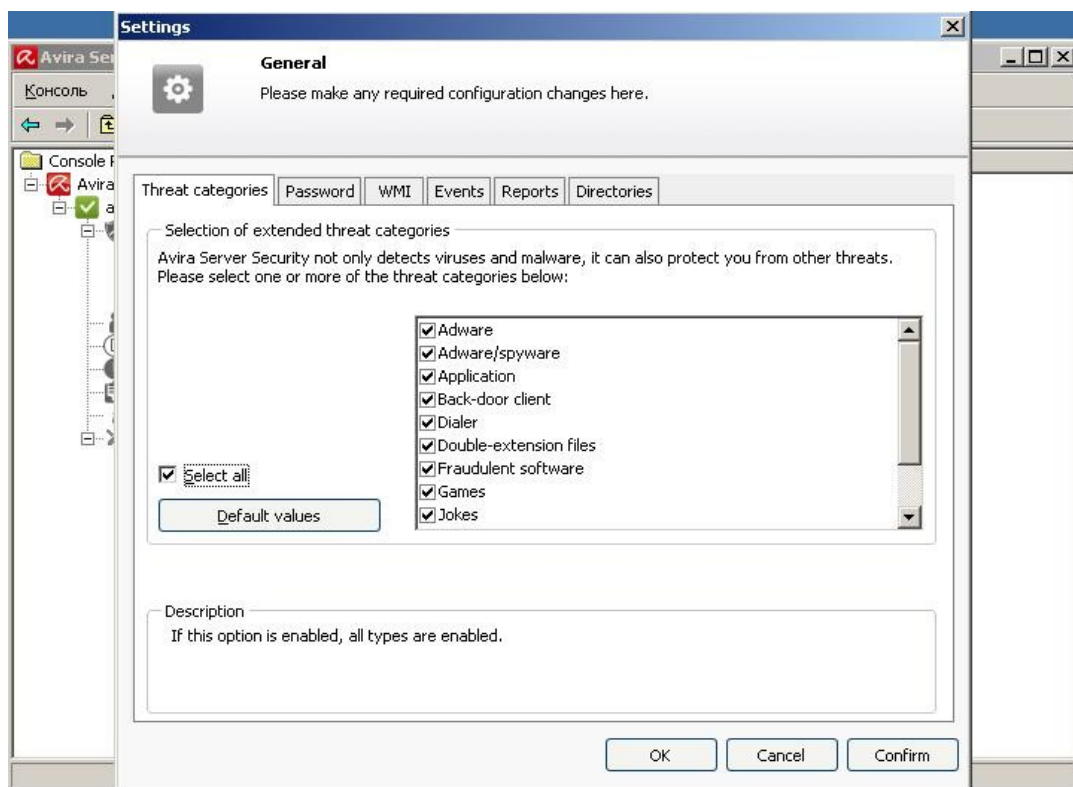 Settings
Avira Ser
Консоль
General
Please make any required configuration changes here.
Console R
Avira
a
Threat categories
Password
WMI
Events
Reports
Directories
Selection of extended threat categories
Avira Server Security not only detects viruses and malware, it can also protect you from other threats.
Please select one or more of the threat categories below:
Adware
Adware/spyware
Application
Back-door client
Dialer
Double-extension files
Fraudulent software
Games
Jokes
Select all
Default values
Description
If this option is enabled, all types are enabled.
OK
Cancel
Confirm